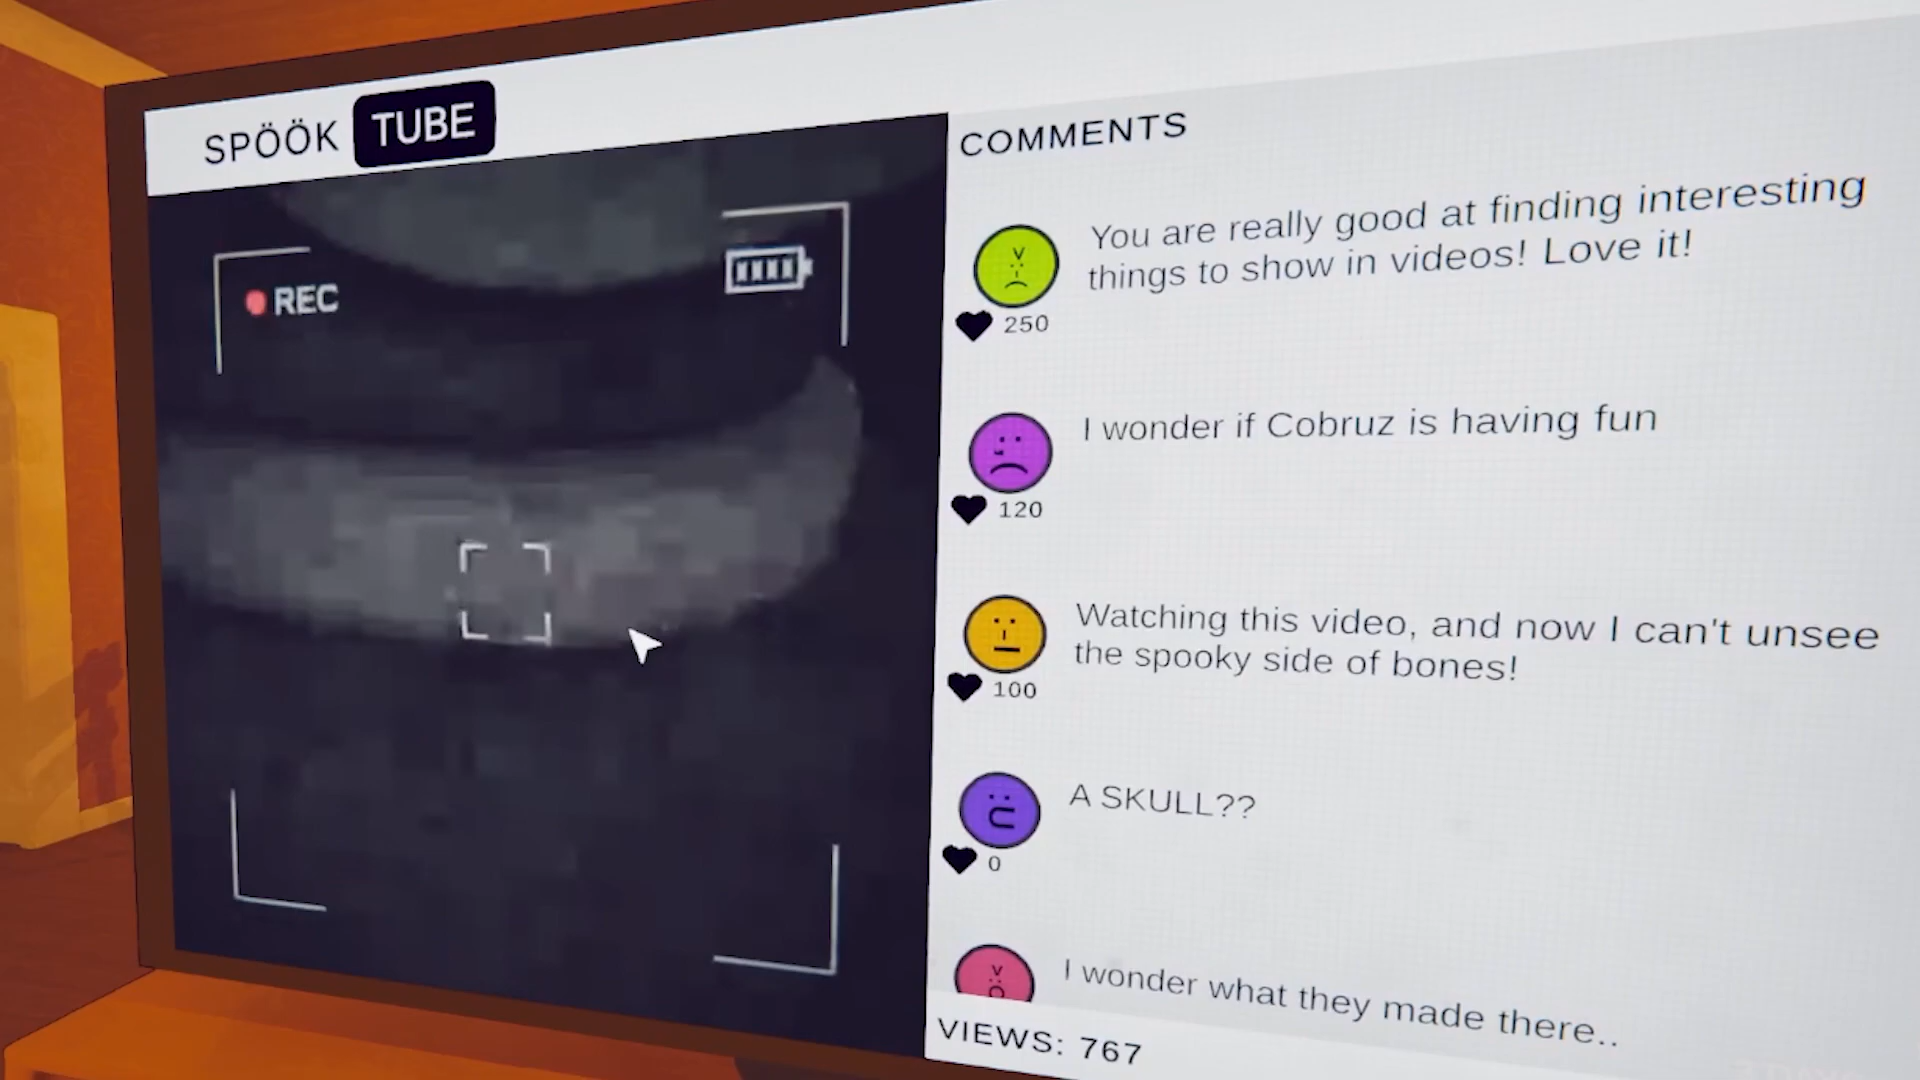 SPÖÖK TUBE
REC
COMMENTS
You are really good at finding interesting
things to show in videos! Love it!
250
I wonder if Cobruz is having fun
120
Watching this video, and now I can't unsee
the spooky side of bones!
100
A SKULL??
0
I wonder what they made there..
VIEWS: 767